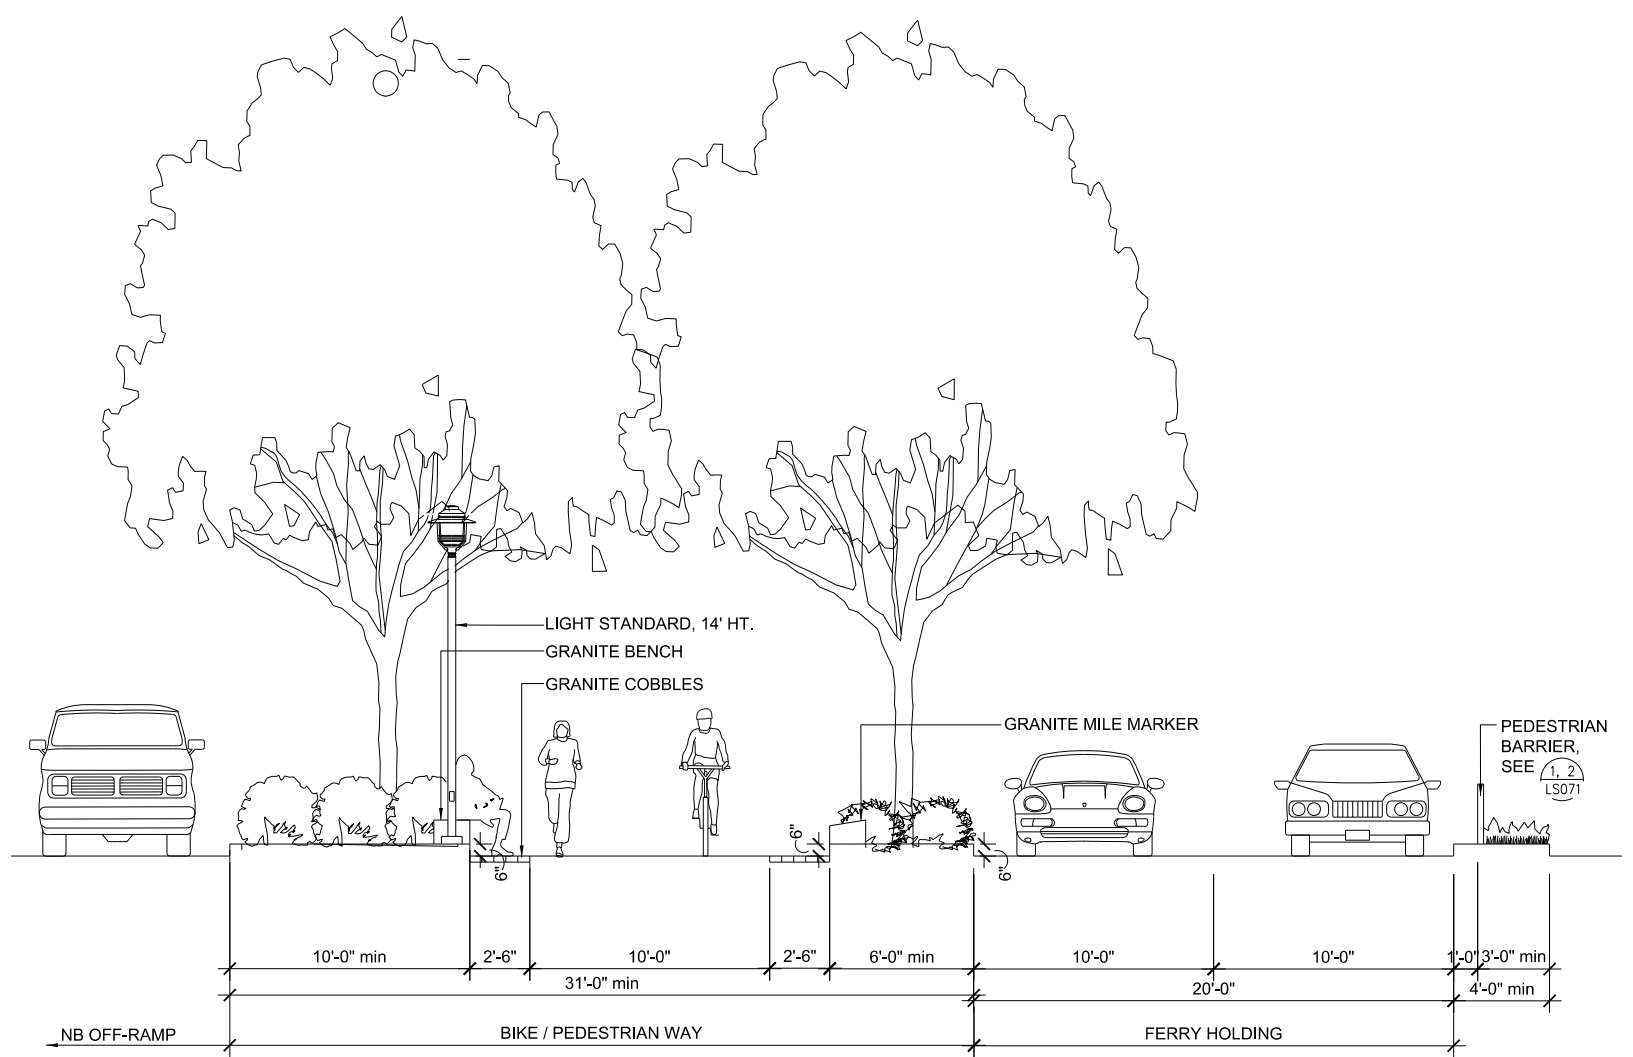 LIGHT STANDARD, 14' HT.
GRANITE BENCH
GRANITE COBBLES
GRANITE MILE MARKER
PEDESTRIAN
BARRIER,
SEE
1, 2
LS071
6"
6"
6"
10'-0" min
2'-6"
10'-0"
2'-6"
6'-0" min
10'-0"
10'-0"
1'-0"
3'-0" min
31'-0" min
20'-0"
4'-0" min
NB OFF-RAMP
BIKE / PEDESTRIAN WAY
FERRY HOLDING